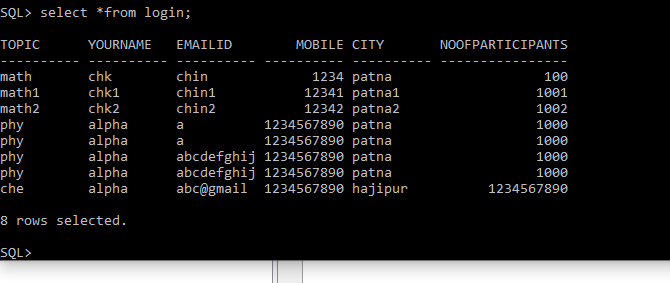 SQL> select *from login;
TOPIC      YOURNAME   EMAILID        MOBILE CITY       NOOFPARTICIPANTS
---------- ---------- ---------- ---------- ---------- ----------------
math       chk        chin             1234 patna                   100
math1      chk1       chin1           12341 patna1                 1001
math2      chk2       chin2           12342 patna2                 1002
phy        alpha      a          1234567890 patna                  1000
phy        alpha      a          1234567890 patna                  1000
phy        alpha      abcdefghij 1234567890 patna                  1000
phy        alpha      abcdefghij 1234567890 patna                  1000
che        alpha      abc@gmail  1234567890 hajipur          1234567890
8 rows selected.
SQL>